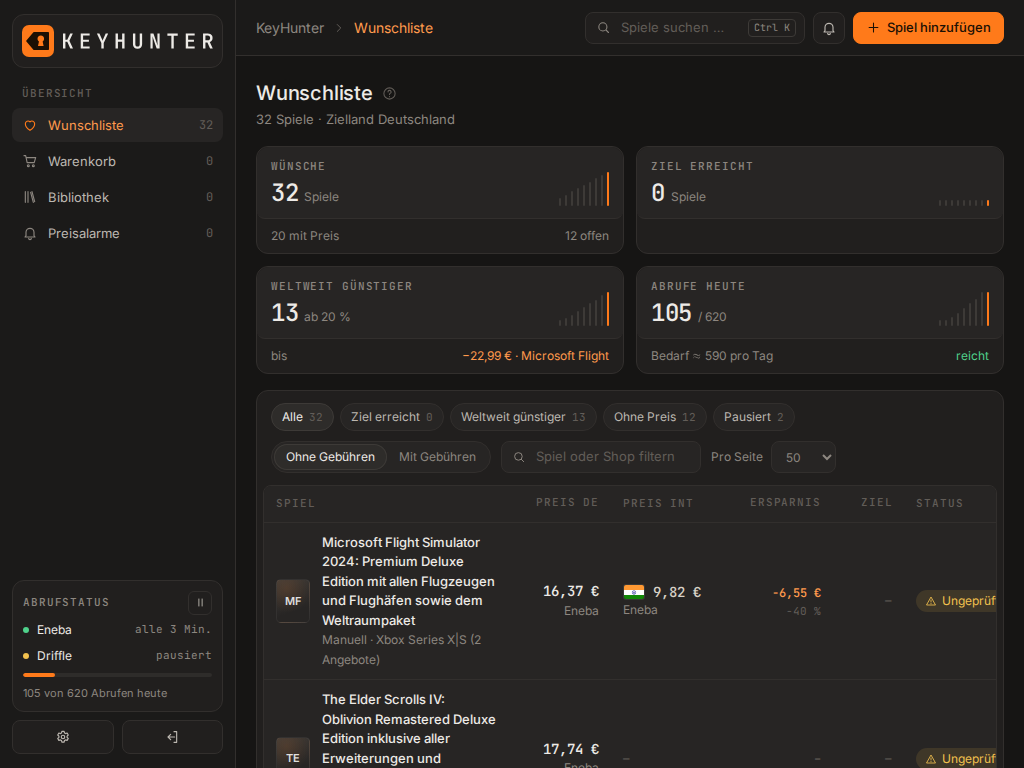 KEYHUNTER
KeyHunter > Wunschliste
Spiele suchen ...
Ctrl K
+ Spiel hinzufügen
ÜBERSICHT
Wunschliste 32
Warenkorb 0
Bibliothek 0
Preisalarme 0
Wunschliste ?
32 Spiele · Zielland Deutschland
WÜNSCHE
32 Spiele
20 mit Preis 12 offen
ZIEL ERREICHT
0 Spiele
WELTWEIT GÜNSTIGER
13 ab 20 %
bis −22,99 € · Microsoft Flight
ABRUFE HEUTE
105 / 620
Bedarf ≈ 590 pro Tag reicht
Alle 32
Ziel erreicht 0
Weltweit günstiger 13
Ohne Preis 12
Pausiert 2
Ohne Gebühren
Mit Gebühren
Spiel oder Shop filtern
Pro Seite 50
SPIEL PREIS DE PREIS INT ERSPARNIS ZIEL STATUS
MF
Microsoft Flight Simulator
2024: Premium Deluxe
Edition mit allen Flugzeugen
und Flughäfen sowie dem
Weltraumpaket
Manuell · Xbox Series X|S (2
Angebote)
16,37 €
Eneba
9,82 €
Eneba
-6,55 €
-40 %
–
Ungeprüf
TE
The Elder Scrolls IV:
Oblivion Remastered Deluxe
Edition inklusive aller
Erweiterungen und
17,74 €
Eneba
–
–
–
Ungeprüf
ABRUFSTATUS
Eneba alle 3 Min.
Driffle pausiert
105 von 620 Abrufen heute